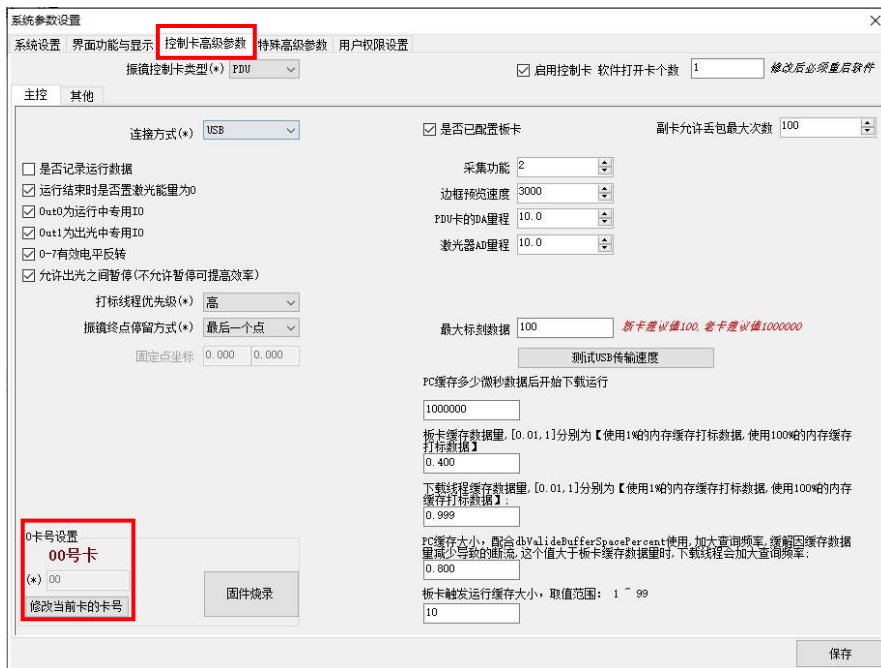 系统参数设置
系统设置 界面功能与显示 控制卡高级参数 特殊高级参数 用户权限设置
振镜控制卡类型(*) PDU 启用控制卡 软件打开卡个数 1 修改后必须重启软件
主控 其他
连接方式(*) USB 是否已配置板卡 副卡允许丢包最大次数 100
是否记录运行数据 采集功能 2
运行结束时是否置激光能量为0 边框预览速度 3000
Out0为运行中专用IO PDU卡的DA量程 10.0
Out1为出光中专用IO 激光器AD量程 10.0
0-7有效电平反转
允许出光之间暂停(不允许暂停可提高效率)
打标线程优先级(*) 高
振镜终点停留方式(*) 最后一个点 最大标刻数据 100 新卡建议值100, 老卡建议值1000000
固定点坐标 0.000 0.000 测试USB传输速度
PC缓存多少微秒数据后开始下载运行
1000000
板卡缓存数据量, [0.01,1]分别为【使用1%的内存缓存打标数据, 使用100%的内存缓存
打标数据】
0.400
下载线程缓存数据量, [0.01,1]分别为【使用1%的内存缓存打标数据, 使用100%的内存
缓存打标数据】;
0.999
PC缓存大小, 配合dbValideBufferSpacePercent使用, 加大查询频率, 缓解因缓存数据
量减少导致的断流, 这个值大于板卡缓存数据量时, 下载线程会加大查询频率;
0.800
板卡触发运行缓存大小, 取值范围: 1 ~ 99
10
0卡号设置
00号卡
(*) 00
修改当前卡的卡号
固件烧录
保存